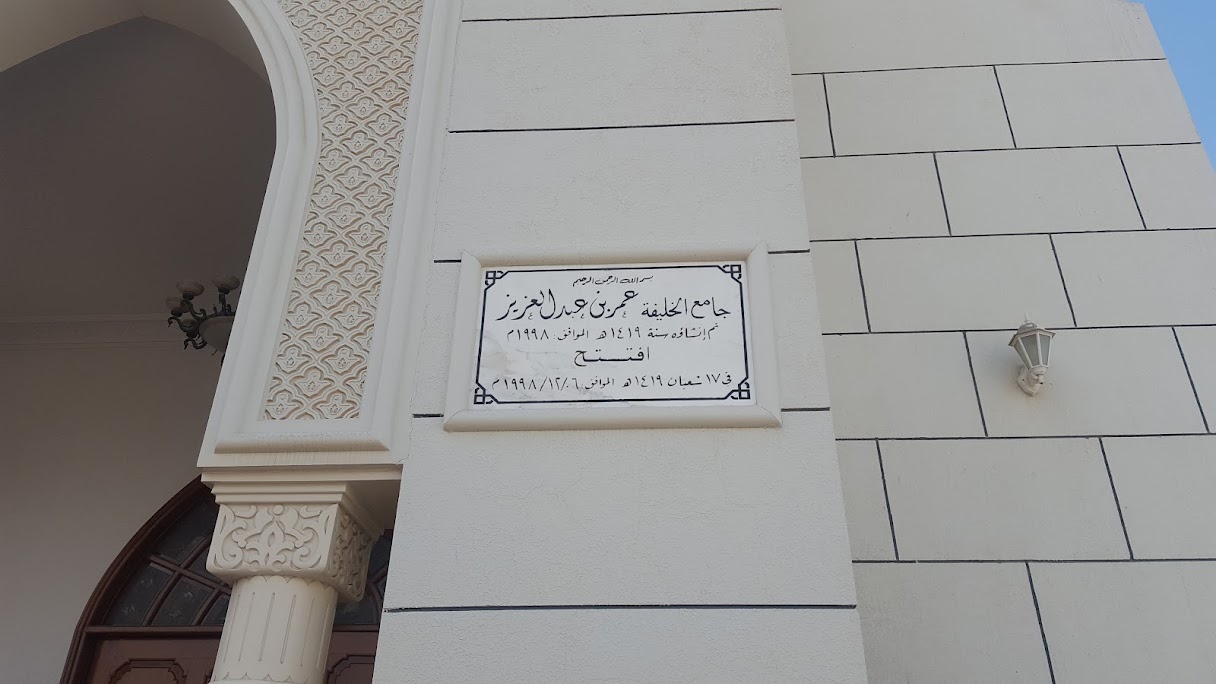 بسم الله الرحمن الرحيم
جامع الخليفة عمر بن عبد العزيز
تم إنشاؤه سنة ١٤١٩هـ الموافق ١٩٩٨م
افتتح
في ١٧ شعبان ١٤١٩هـ الموافق ١٩٩٨/١٢/٠٦م